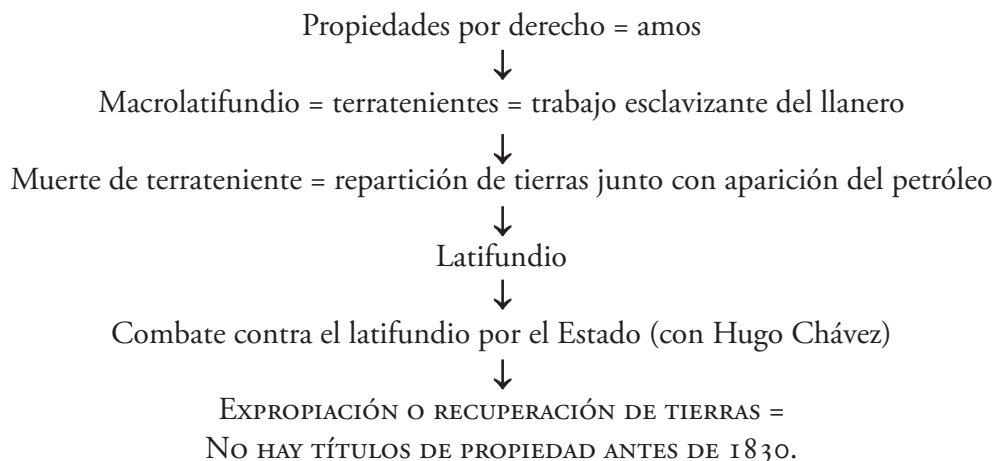 Propiedades por derecho = amos
↓
Macrolatifundio = terratenientes = trabajo esclavizante del llanero
↓
Muerte de terrateniente = repartición de tierras junto con aparición del petróleo
↓
Latifundio
↓
Combate contra el latifundio por el Estado (con Hugo Chávez)
↓
Expropiación o recuperación de tierras =
No hay títulos de propiedad antes de 1830.